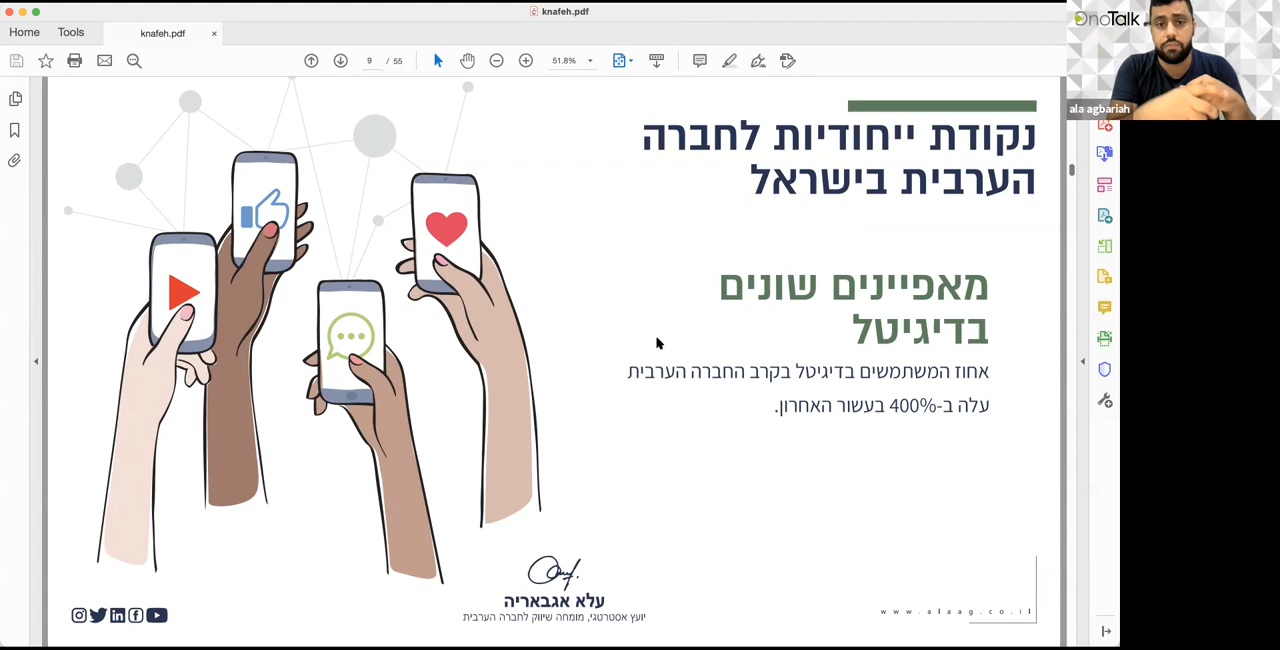 knafeh.pdf
Home
Tools
knafeh.pdf
×
9
/ 55
51.8%
OnoTalk
ala agbariah
נקודת ייחודיות לחברה
הערבית בישראל
מאפיינים שונים
בדיגיטל
אחוז המשתמשים בדיגיטל בקרב החברה הערבית
עלה ב-400% בעשור האחרון.
עלא אגבאריה
יועץ אסטרטגי, מומחה שיווק לחברה הערבית
www.alaag.co.il